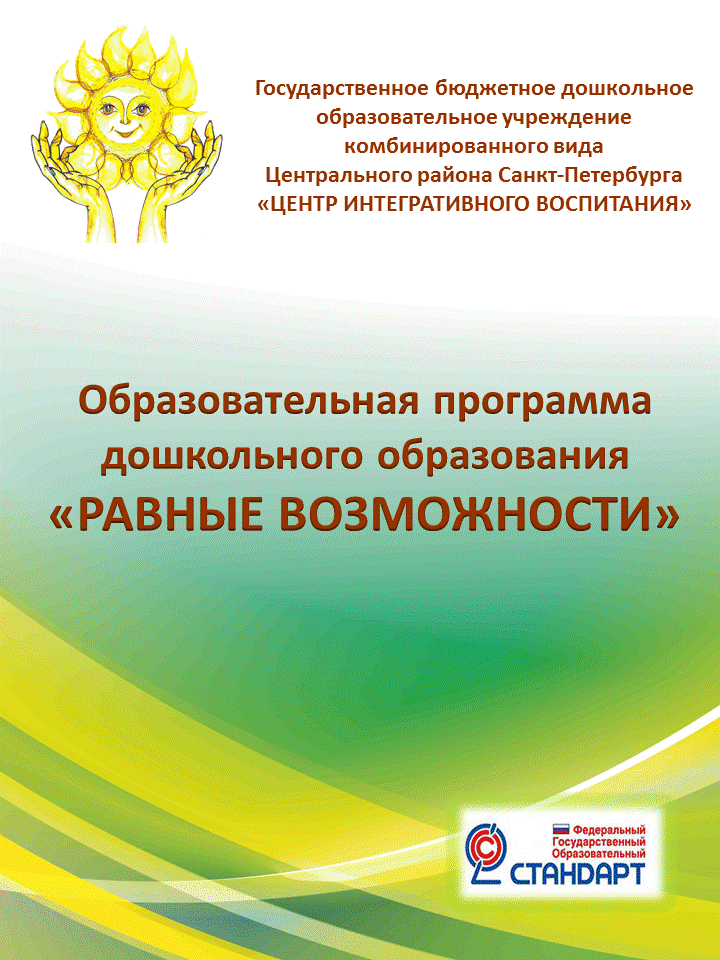 Государственное бюджетное дошкольное
образовательное учреждение
комбинированного вида
Центрального района Санкт-Петербурга
«ЦЕНТР ИНТЕГРАТИВНОГО ВОСПИТАНИЯ»
Образовательная программа
дошкольного образования
«РАВНЫЕ ВОЗМОЖНОСТИ»
Федеральный
Государственный
Образовательный
СТАНДАРТ